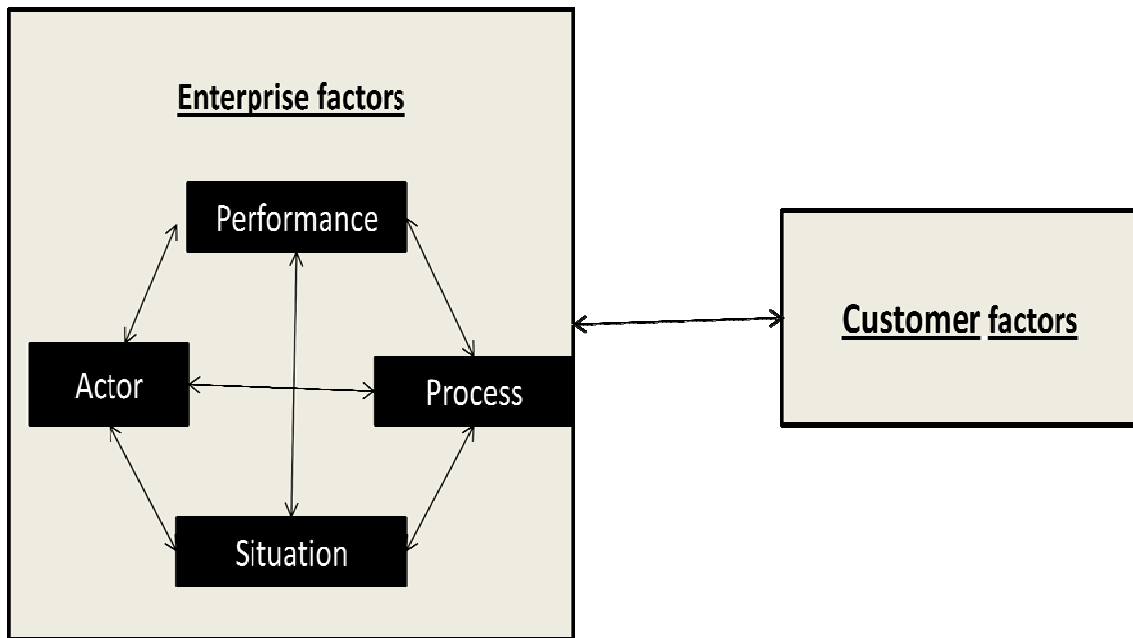 Enterprise factors
Performance
Customer factors
Actor
Process
Situation